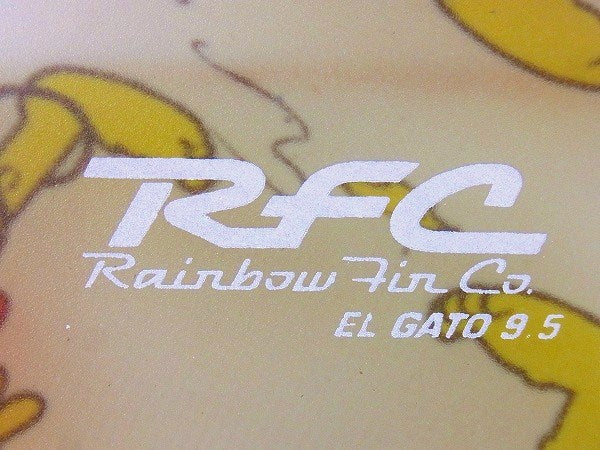 RFC
Rainbow Fin Co.
EL GATO 9.5